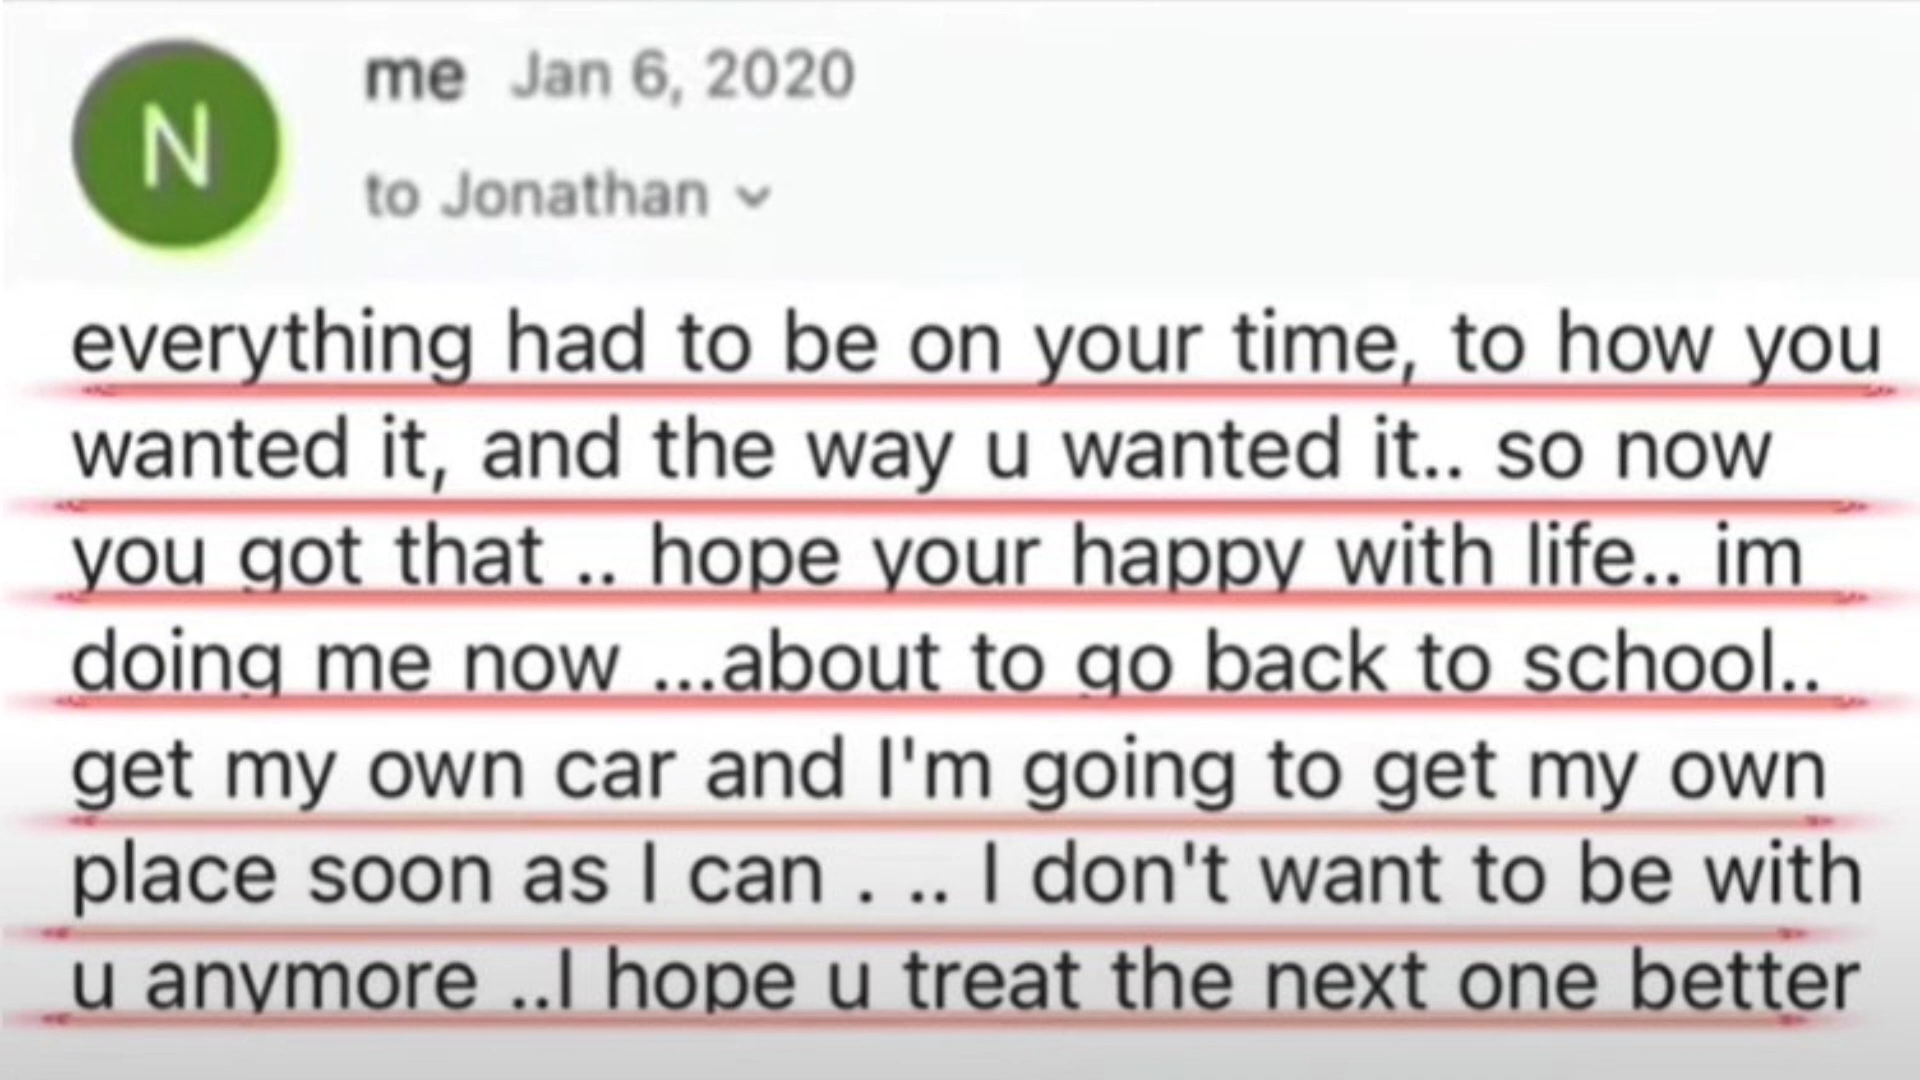 N
me Jan 6, 2020
to Jonathan
everything had to be on your time, to how you
wanted it, and the way u wanted it.. so now
you got that .. hope your happy with life.. im
doing me now ...about to go back to school..
get my own car and I'm going to get my own
place soon as I can . .. I don't want to be with
u anymore ..I hope u treat the next one better